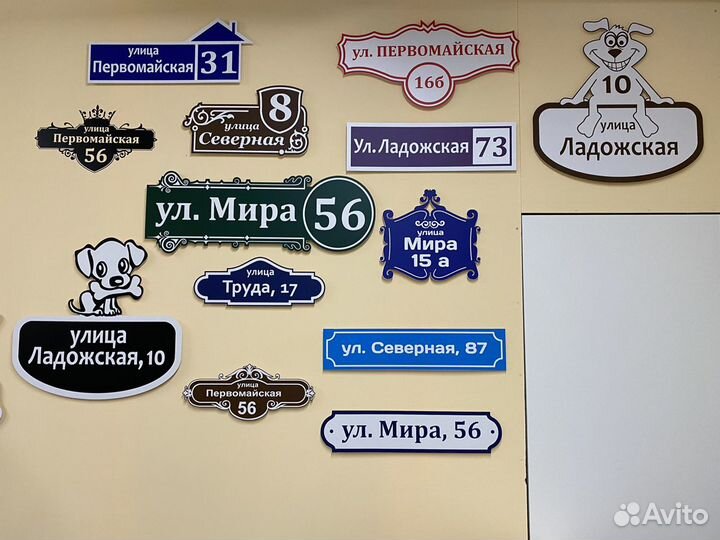 улица
Первомайская 31
ул. ПЕРВОМАЙСКАЯ
16б
10
улица
Ладожская
улица
Первомайская
56
8
улица
Северная
Ул. Ладожская 73
ул. Мира 56
улица
Мира
15 а
улица
Труда, 17
улица
Ладожская, 10
ул. Северная, 87
улица
Первомайская
56
ул. Мира, 56
Avito